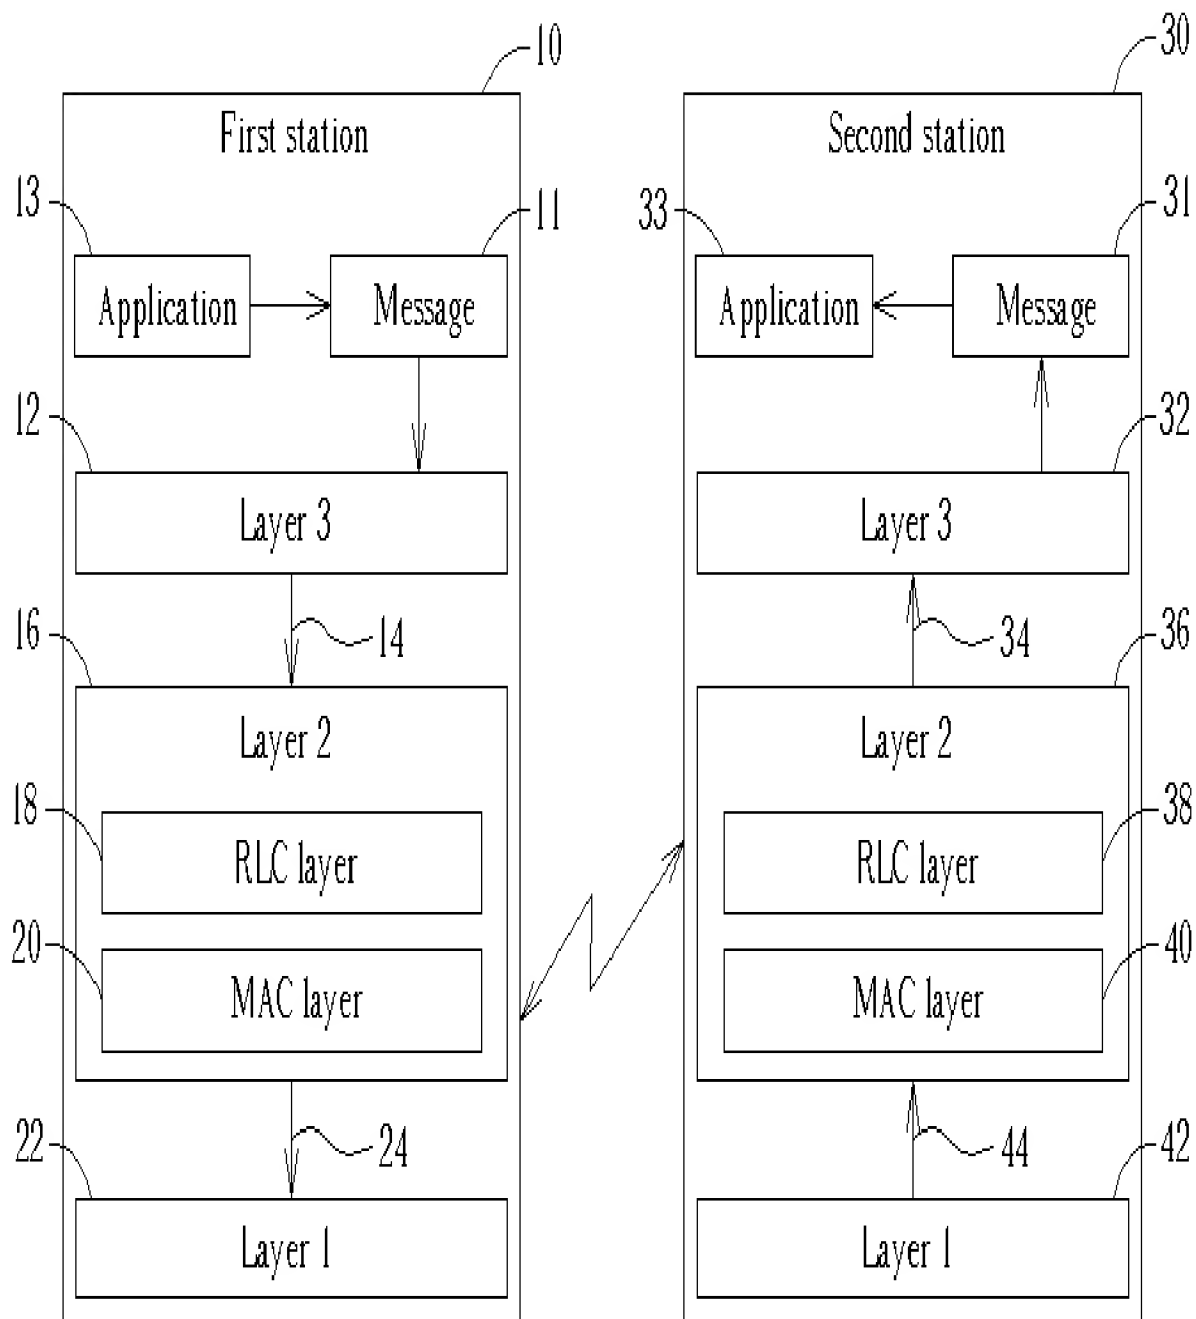 10
30
First station
Second station
13
11
33
31
Application
Message
Application
Message
12
32
Layer 3
Layer 3
16
14
34
36
Layer 2
Layer 2
18
38
RLC layer
RLC layer
20
40
MAC layer
MAC layer
22
24
44
42
Layer 1
Layer 1